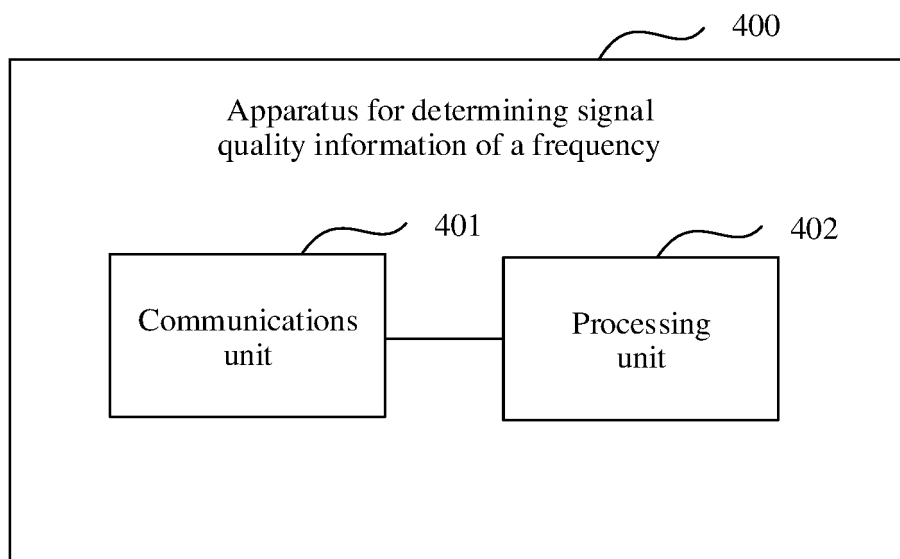 400
Apparatus for determining signal
quality information of a frequency
401
402
Communications
unit
Processing
unit